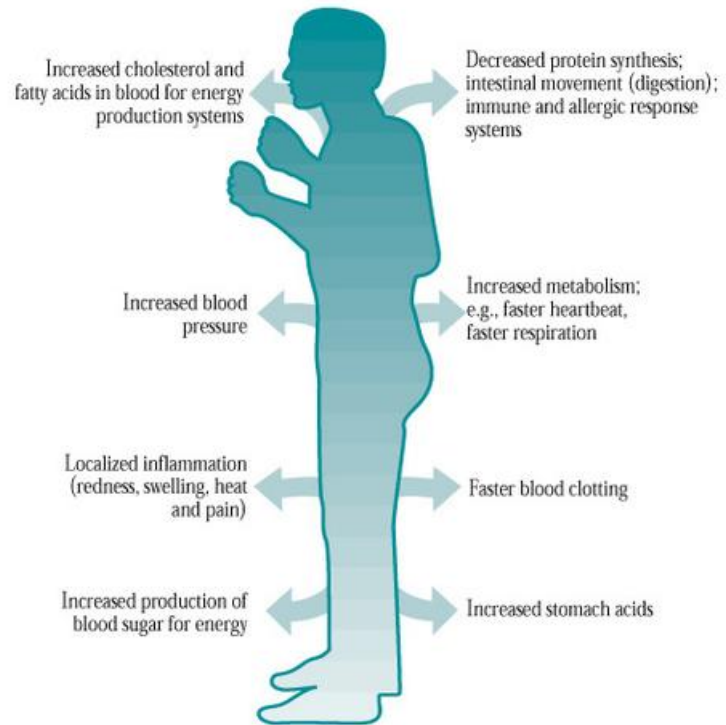 Increased cholesterol and
fatty acids in blood for energy
production systems
Decreased protein synthesis;
intestinal movement (digestion);
immune and allergic response
systems
Increased blood
pressure
Increased metabolism;
e.g., faster heartbeat,
faster respiration
Localized inflammation
(redness, swelling, heat
and pain)
Faster blood clotting
Increased production of
blood sugar for energy
Increased stomach acids